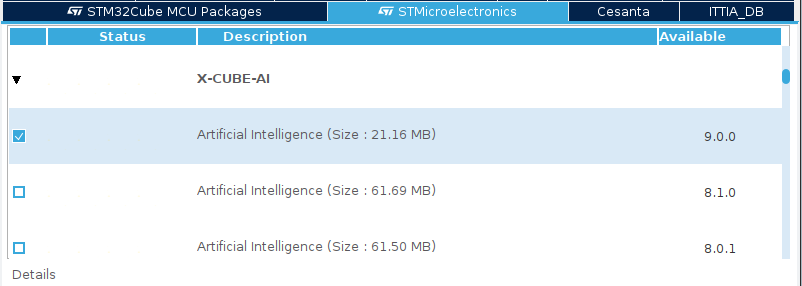 STM32Cube MCU Packages STMicroelectronics Cesanta ITTIA_DB
Status Description Available
X-CUBE-AI
Artificial Intelligence (Size : 21.16 MB) 9.0.0
Artificial Intelligence (Size : 61.69 MB) 8.1.0
Artificial Intelligence (Size : 61.50 MB) 8.0.1
Details